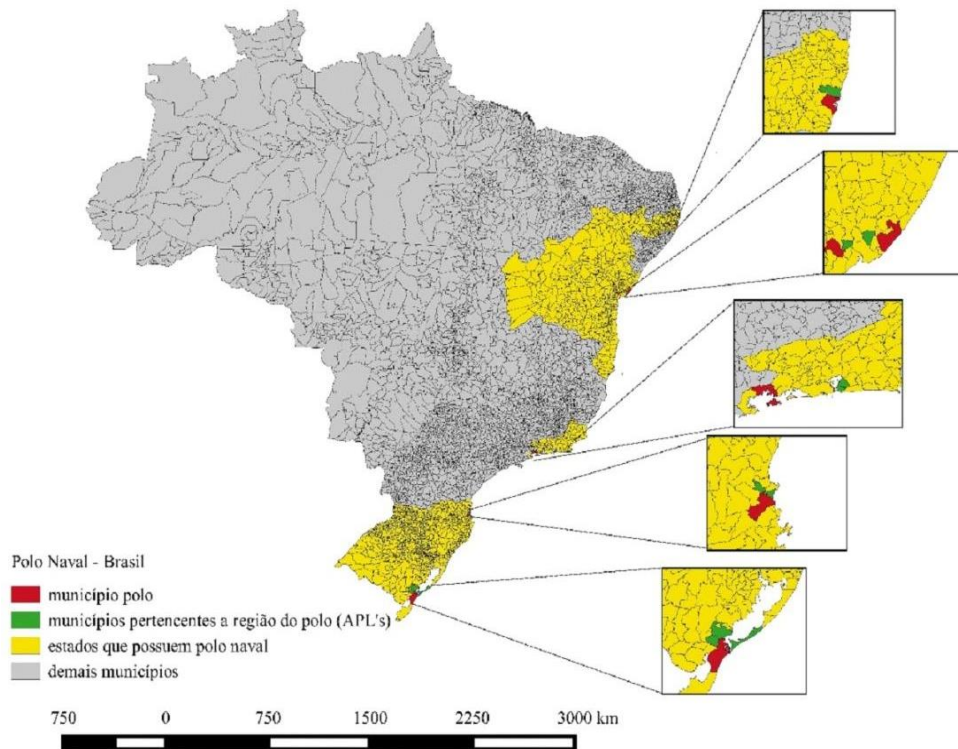 Polo Naval - Brasil
município polo
municípios pertencentes a região do polo (APL's)
estados que possuem polo naval
demais municípios
750 0 750 1500 2250 3000 km